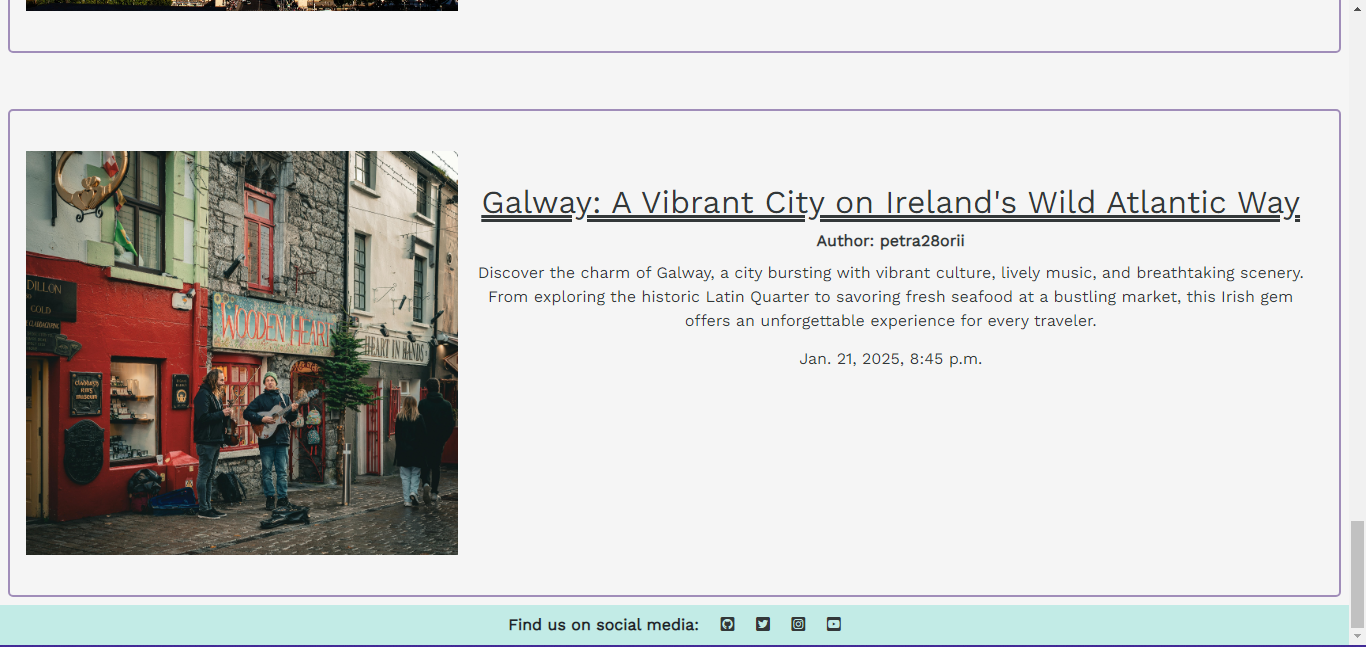 DILLON
GOLD
WOODEN HEART
HEART IN HANDS
Galway: A Vibrant City on Ireland's Wild Atlantic Way
Author: petra28orii
Discover the charm of Galway, a city bursting with vibrant culture, lively music, and breathtaking scenery.
From exploring the historic Latin Quarter to savoring fresh seafood at a bustling market, this Irish gem
offers an unforgettable experience for every traveler.
Jan. 21, 2025, 8:45 p.m.
Find us on social media: